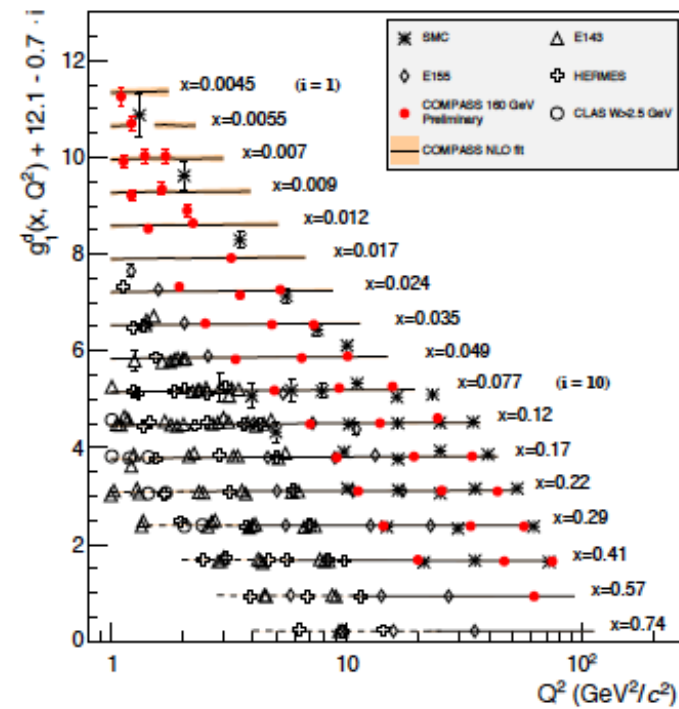 g₁ᵈ(x, Q²) + 12.1 - 0.7 · i
12
10
8
6
4
2
0
SMC
E143
E155
HERMES
COMPASS 160 GeV
Preliminary
CLAS W>2.5 GeV
COMPASS NLO fit
x=0.0045 (i = 1)
x=0.0055
x=0.007
x=0.009
x=0.012
x=0.017
x=0.024
x=0.035
x=0.049
x=0.077 (i = 10)
x=0.12
x=0.17
x=0.22
x=0.29
x=0.41
x=0.57
x=0.74
1
10
10²
Q² (GeV²/c²)